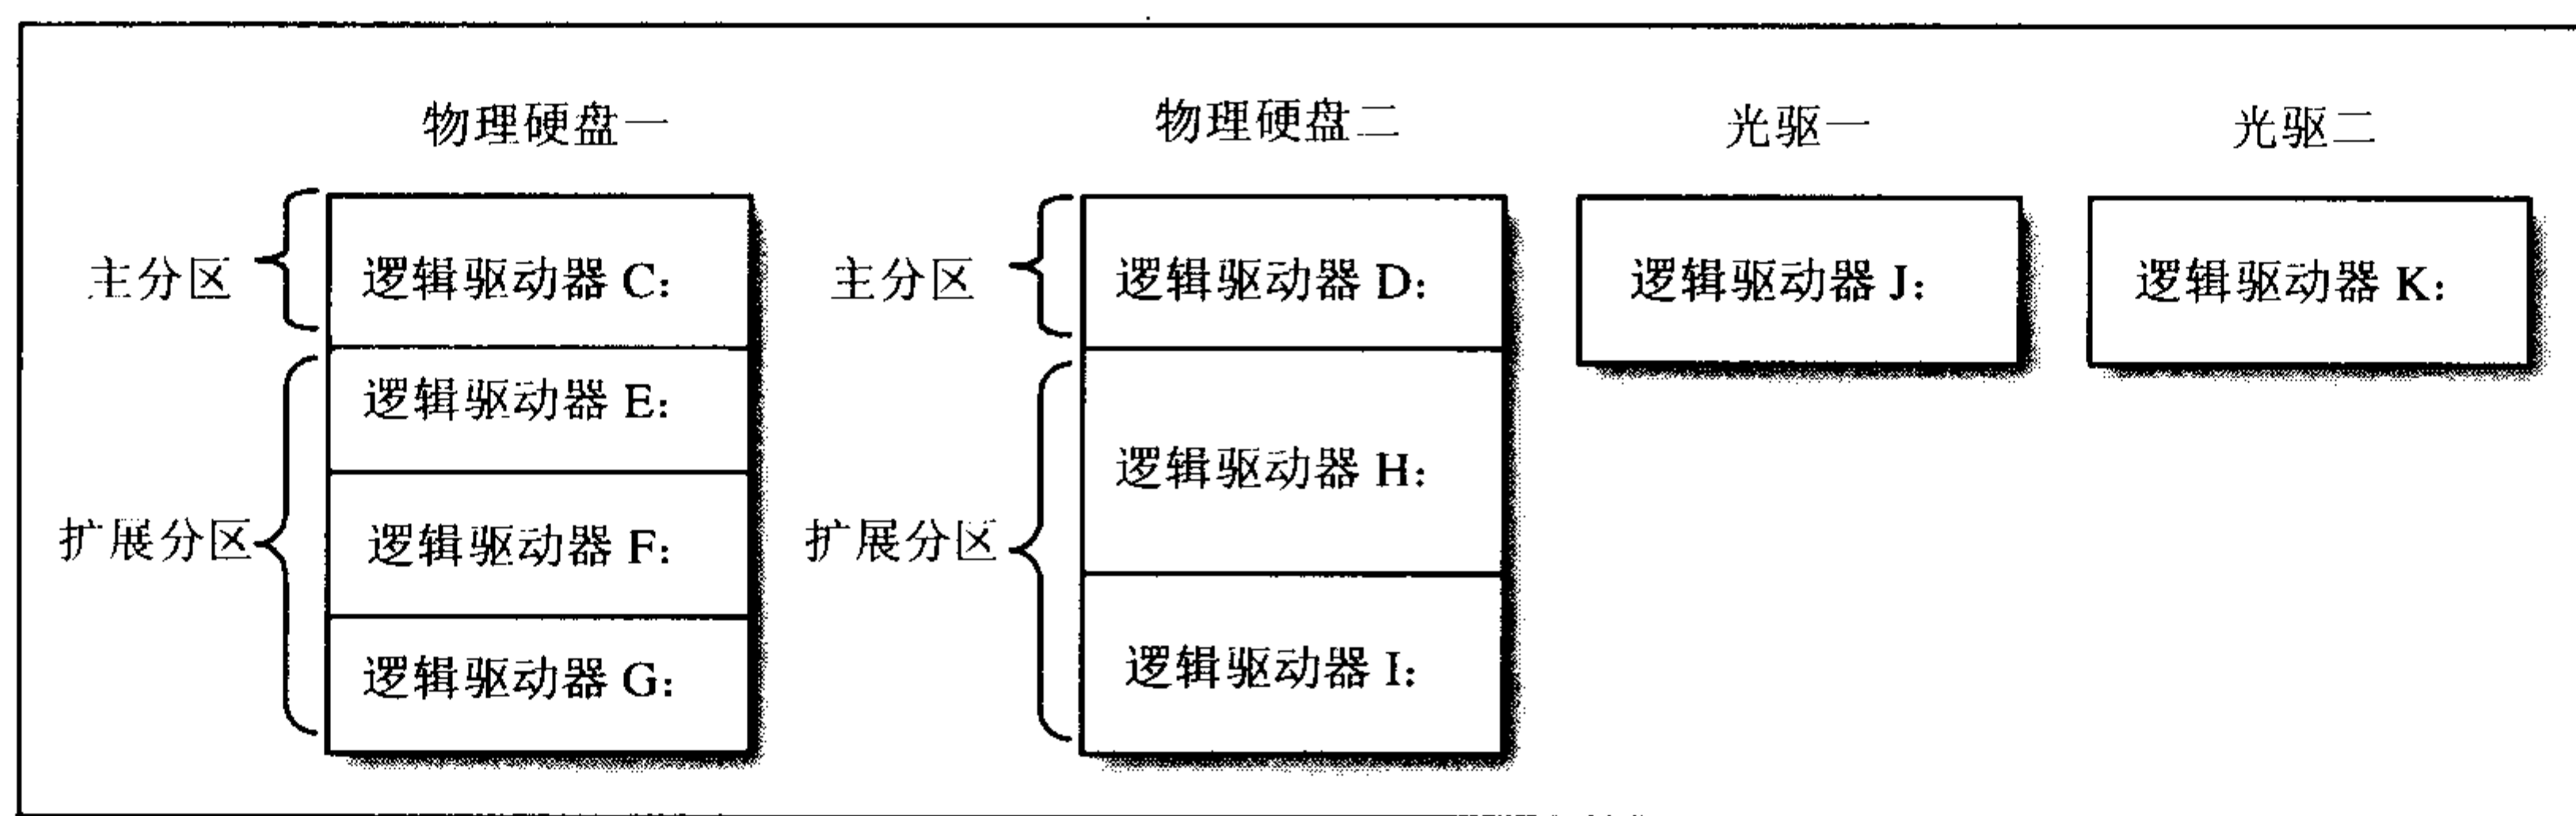 物理硬盘一
物理硬盘二
光驱一
光驱二
主分区
逻辑驱动器 C:
主分区
逻辑驱动器 D:
逻辑驱动器 J:
逻辑驱动器 K:
逻辑驱动器 E:
逻辑驱动器 H:
扩展分区
逻辑驱动器 F:
扩展分区
逻辑驱动器 G:
逻辑驱动器 I: